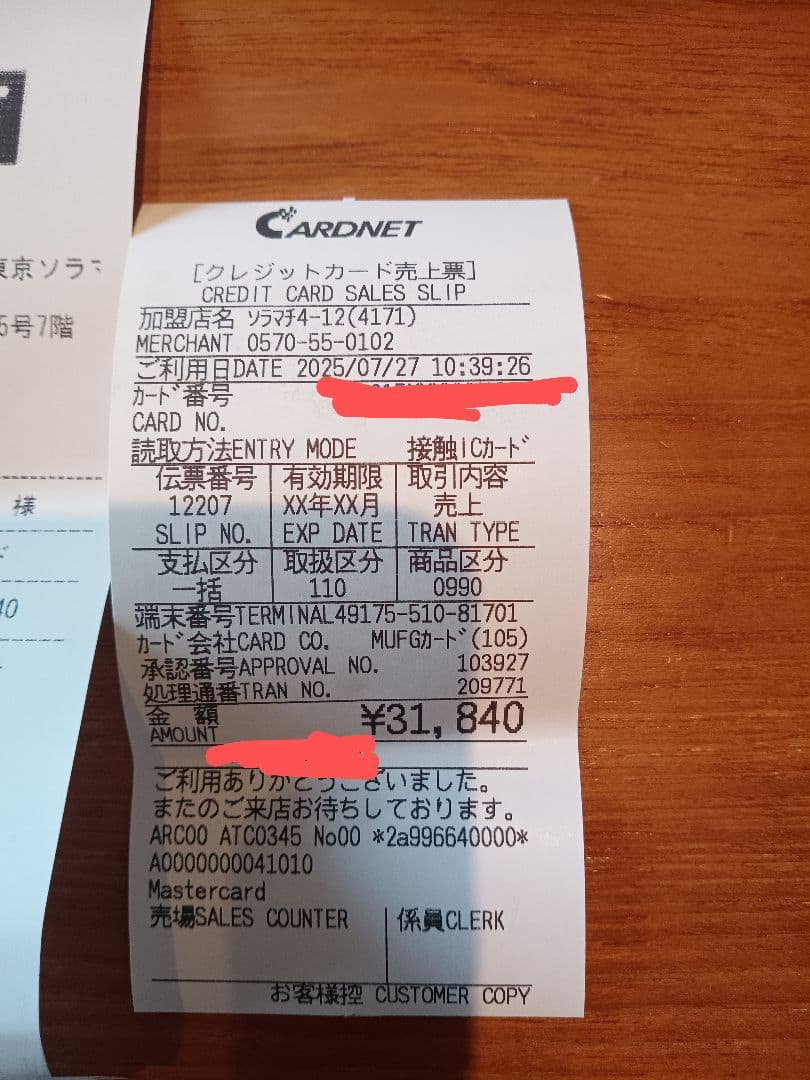 CARDNET
[クレジットカード売上票]
CREDIT CARD SALES SLIP
加盟店名 ソラマチ4-12(4171)
MERCHANT 0570-55-0102
ご利用日DATE 2025/07/27 10:39:26
カード番号
CARD NO.
読取方法ENTRY MODE 接触ICカード
伝票番号 有効期限 取引内容
12207 XX年XX月 売上
SLIP NO. EXP DATE TRAN TYPE
支払区分 取扱区分 商品区分
一括 110 0990
端末番号TERMINAL49175-510-81701
カード会社CARD CO. MUFGカード(105)
承認番号APPROVAL NO. 103927
処理通番TRAN NO. 209771
金 額 ¥31,840
AMOUNT
ご利用ありがとうございました。
またのご来店お待ちしております。
ARC00 ATC0345 No00 *2a996640000*
A0000000041010
Mastercard
売場SALES COUNTER 係員CLERK
お客様控 CUSTOMER COPY
東京ソラマ
5号7階
様
40